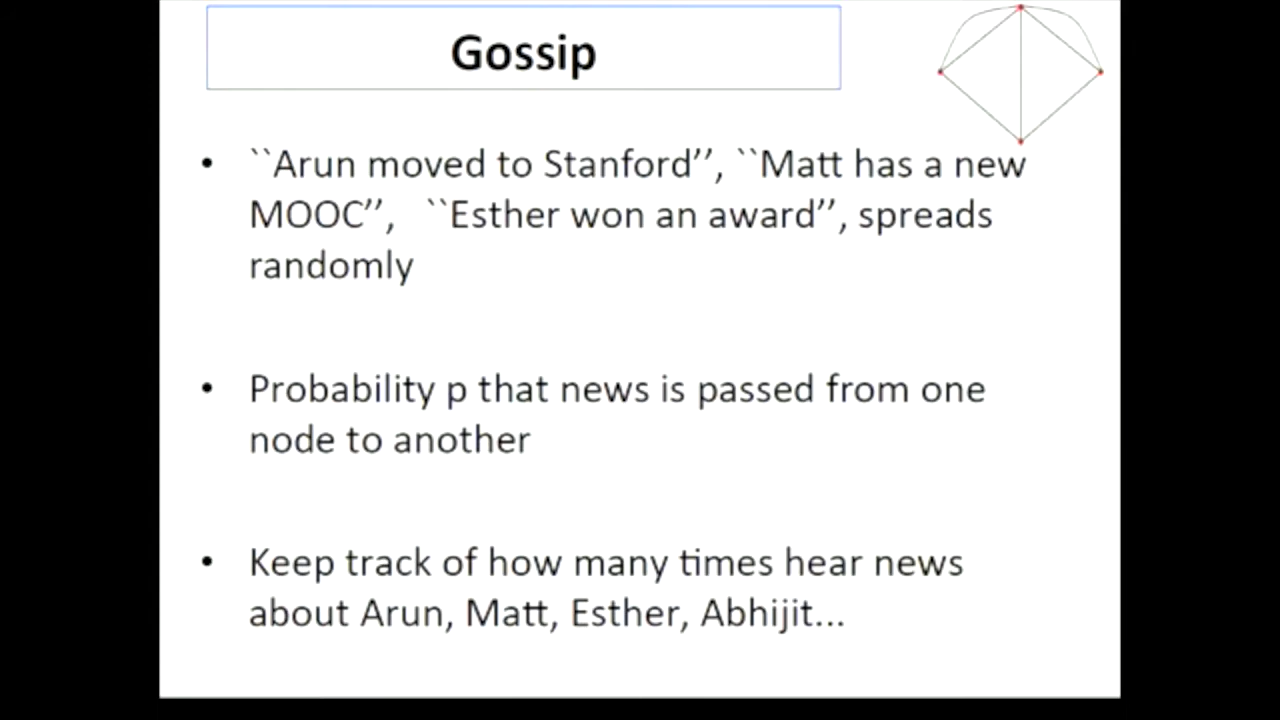 Gossip
• ``Arun moved to Stanford’’, ``Matt has a new
MOOC’’, ``Esther won an award’’, spreads
randomly
• Probability p that news is passed from one
node to another
• Keep track of how many times hear news
about Arun, Matt, Esther, Abhijit...